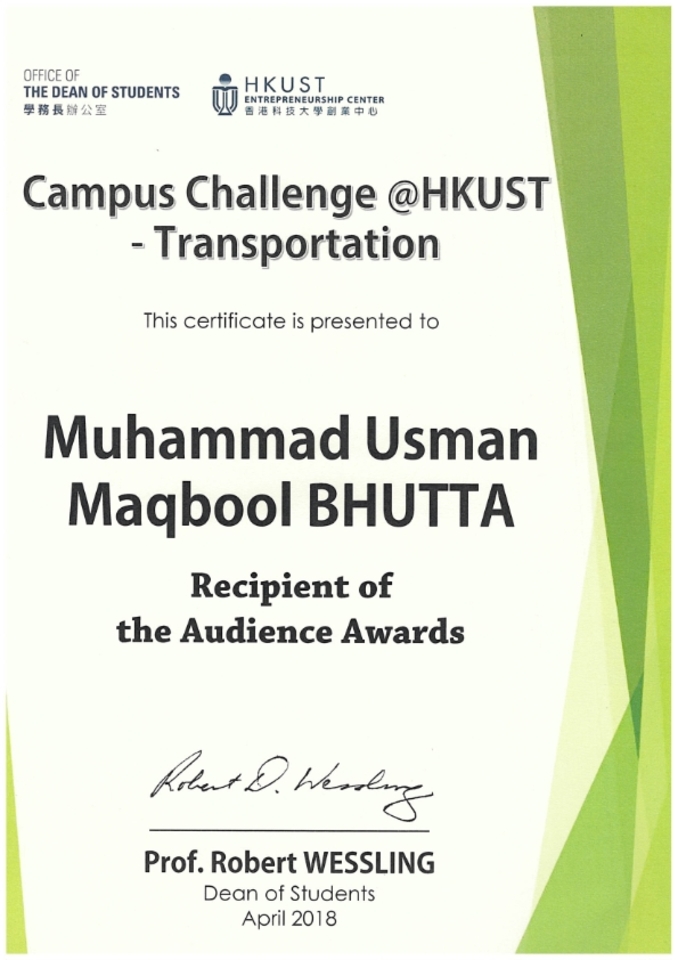 OFFICE OF
THE DEAN OF STUDENTS
學務長辦公室
HKUST
ENTREPRENEURSHIP CENTER
香港科技大學創業中心
Campus Challenge @HKUST
- Transportation
This certificate is presented to
Muhammad Usman
Maqbool BHUTTA
Recipient of
the Audience Awards
Robert D. Wessling
Prof. Robert WESSLING
Dean of Students
April 2018